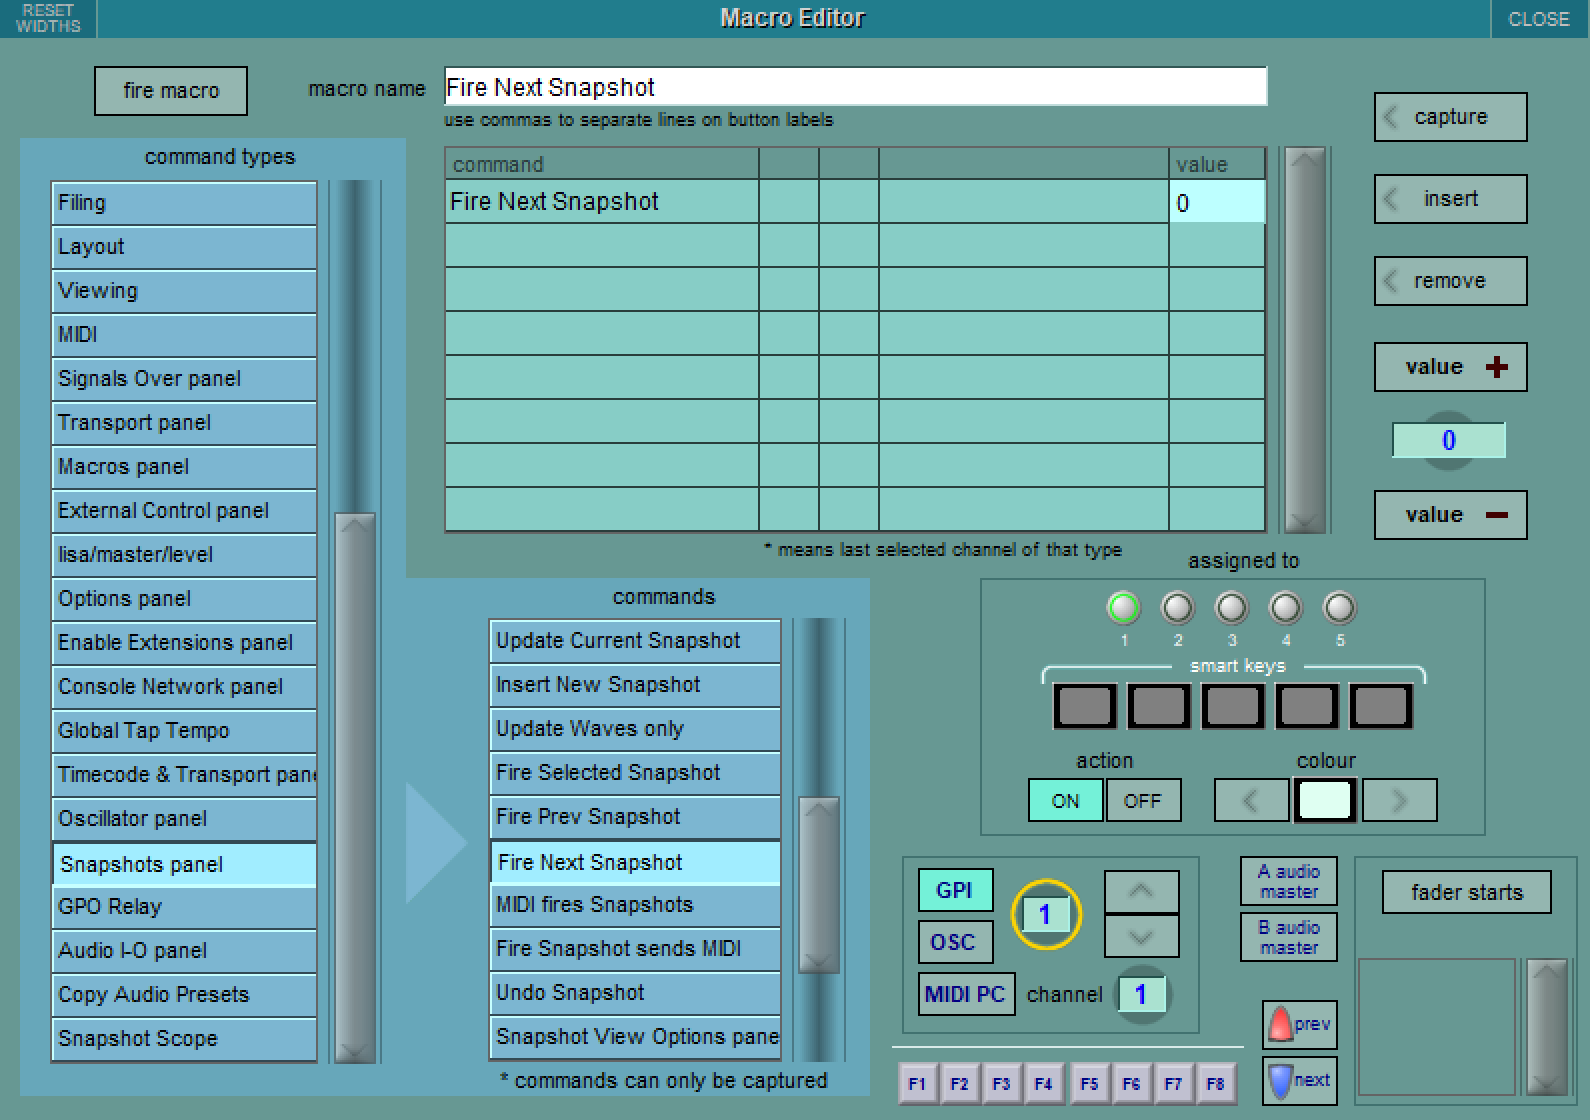 RESET
WIDTHS
Macro Editor
CLOSE
fire macro
macro name
Fire Next Snapshot
use commas to separate lines on button labels
capture
command types
command
value
Filing
Fire Next Snapshot
0
insert
Layout
Viewing
remove
MIDI
Signals Over panel
value
Transport panel
0
Macros panel
External Control panel
value
lisa/master/level
* means last selected channel of that type
assigned to
Options panel
commands
Enable Extensions panel
Update Current Snapshot
1 2 3 4 5
smart keys
Console Network panel
Insert New Snapshot
Global Tap Tempo
Update Waves only
Timecode & Transport pane
Fire Selected Snapshot
action
colour
Oscillator panel
Fire Prev Snapshot
ON
OFF
Snapshots panel
Fire Next Snapshot
GPO Relay
MIDI fires Snapshots
GPI
1
A audio
master
fader starts
Audio I-O panel
Fire Snapshot sends MIDI
OSC
B audio
master
Copy Audio Presets
Undo Snapshot
MIDI PC
channel
1
Snapshot Scope
Snapshot View Options pane
prev
* commands can only be captured
F1 F2 F3 F4 F5 F6 F7 F8
next